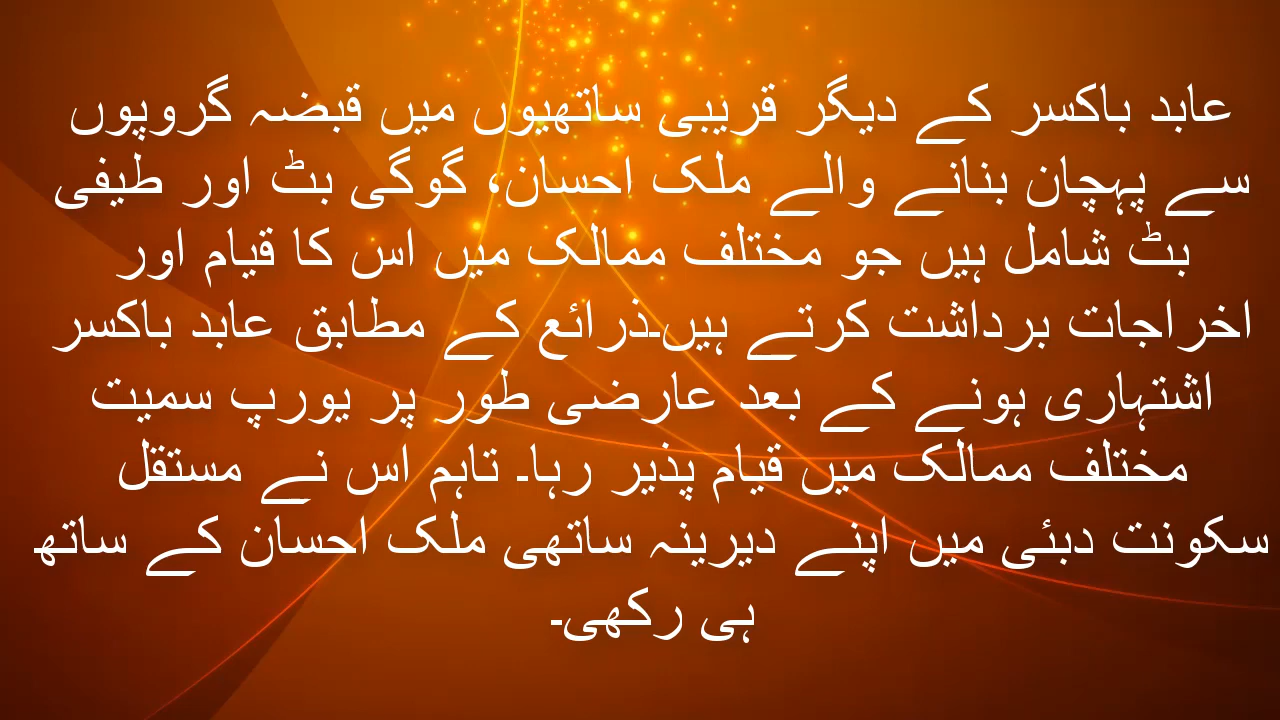 عابد باکسر کے دیگر قریبی ساتھیوں میں قبضہ گروپوں
سے پہچان بنانے والے ملک احسان، گوگی بٹ اور طیفی
بٹ شامل ہیں جو مختلف ممالک میں اس کا قیام اور
اخراجات برداشت کرتے ہیں۔ذرائع کے مطابق عابد باکسر
اشتہاری ہونے کے بعد عارضی طور پر یورپ سمیت
مختلف ممالک میں قیام پذیر رہا۔ تاہم اس نے مستقل
سکونت دبئی میں اپنے دیرینہ ساتھی ملک احسان کے ساتھ
ہی رکھی۔